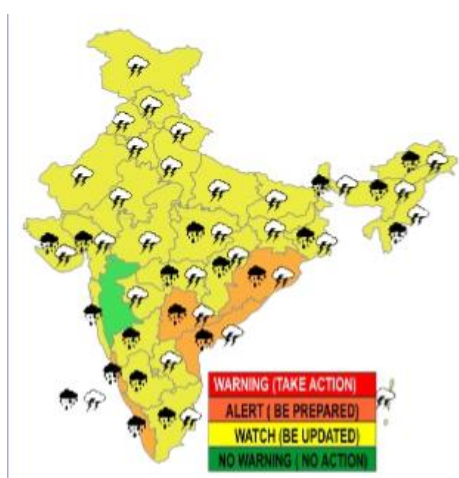 WARNING (TAKE ACTION)
ALERT ( BE PREPARED)
WATCH (BE UPDATED)
NO WARNING ( NO ACTION)